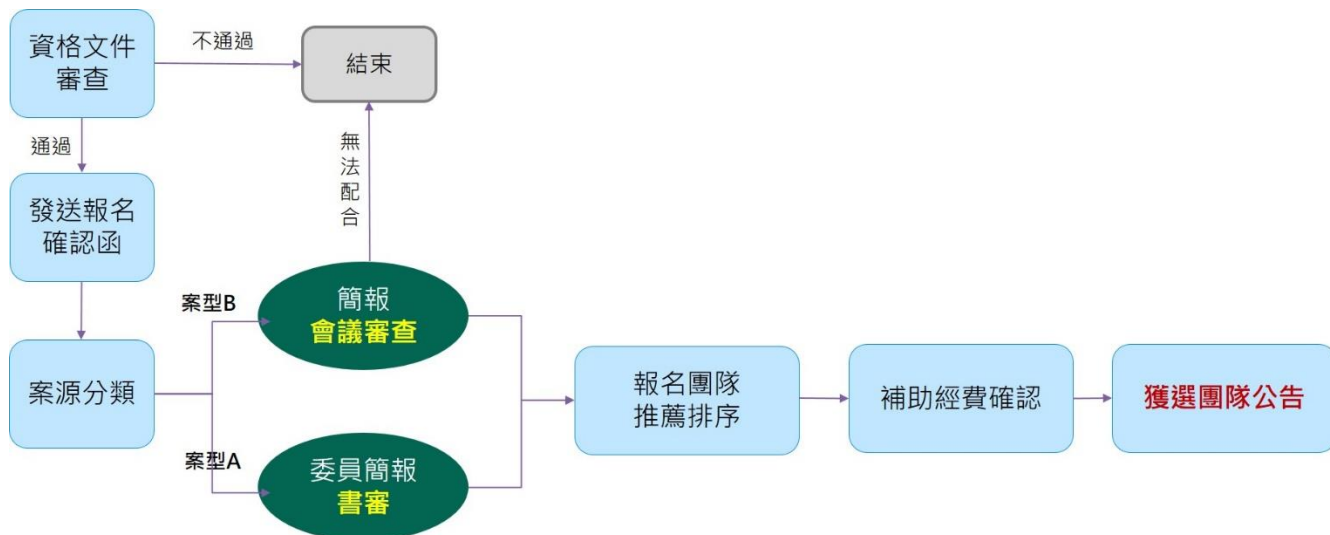 資格文件
審查
不通過
結束
通過
無法配合
發送報名
確認函
案源分類
案型B
簡報
會議審查
案型A
委員簡報
書審
報名團隊
推薦排序
補助經費確認
獲選團隊公告